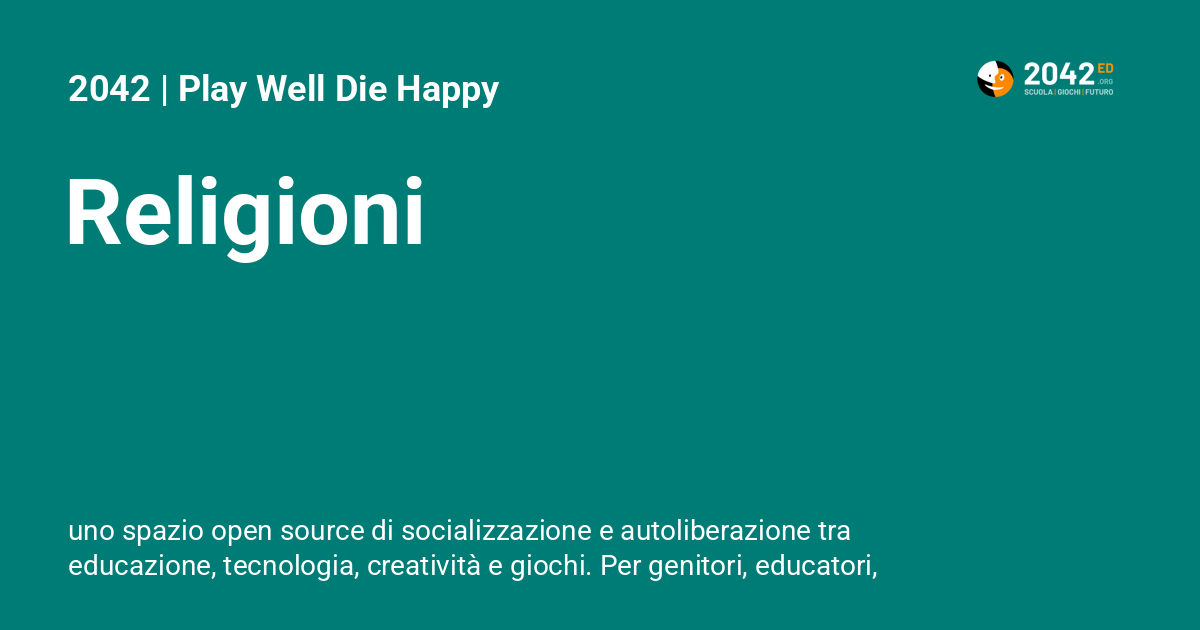 2042 | Play Well Die Happy
2042 ED
.ORG
SCUOLA | GIOCHI | FUTURO
Religioni
uno spazio open source di socializzazione e autoliberazione tra
educazione, tecnologia, creatività e giochi. Per genitori, educatori,